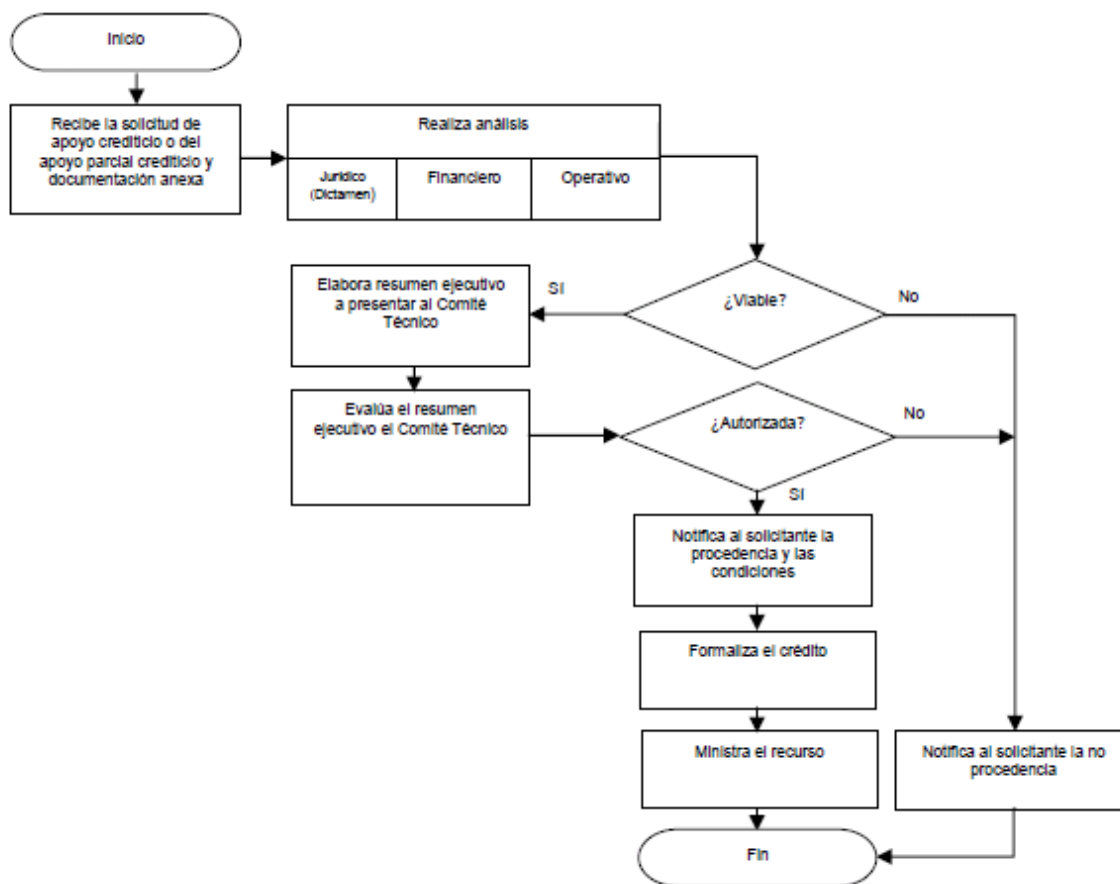 Inicio
Recibe la solicitud de
apoyo crediticio o del
apoyo parcial crediticio y
documentación anexa
Realiza análisis
Jurídico
(Dictamen)
Financiero
Operativo
¿Viable?
Sí
No
Elabora resumen ejecutivo
a presentar al Comité
Técnico
Evalúa el resumen
ejecutivo el Comité Técnico
¿Autorizada?
No
Sí
Notifica al solicitante la
procedencia y las
condiciones
Formaliza el crédito
Ministra el recurso
Notifica al solicitante la no
procedencia
Fin